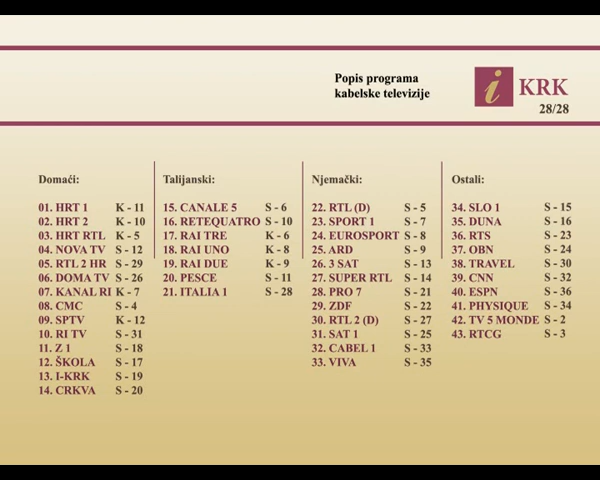 Popis programa
kabelske televizije
i KRK
28/28
Domaći:
01. HRT 1 K - 11
02. HRT 2 K - 10
03. HRT RTL K - 5
04. NOVA TV S - 12
05. RTL 2 HR S - 29
06. DOMA TV S - 26
07. KANAL RI K - 7
08. CMC S - 4
09. SPTV K - 12
10. RI TV S - 31
11. Z 1 S - 18
12. ŠKOLA S - 17
13. I-KRK S - 19
14. CRKVA S - 20
Talijanski:
15. CANALE 5 S - 6
16. RETEQUATRO S - 10
17. RAI TRE K - 6
18. RAI UNO K - 8
19. RAI DUE K - 9
20. PESCE S - 11
21. ITALIA 1 S - 28
Njemački:
22. RTL (D) S - 5
23. SPORT 1 S - 7
24. EUROSPORT S - 8
25. ARD S - 9
26. 3 SAT S - 13
27. SUPER RTL S - 14
28. PRO 7 S - 21
29. ZDF S - 22
30. RTL 2 (D) S - 27
31. SAT 1 S - 25
32. CABEL 1 S - 33
33. VIVA S - 35
Ostali:
34. SLO 1 S - 15
35. DUNA S - 16
36. RTS S - 23
37. OBN S - 24
38. TRAVEL S - 30
39. CNN S - 32
40. ESPN S - 36
41. PHYSIQUE S - 34
42. TV 5 MONDE S - 2
43. RTCG S - 3